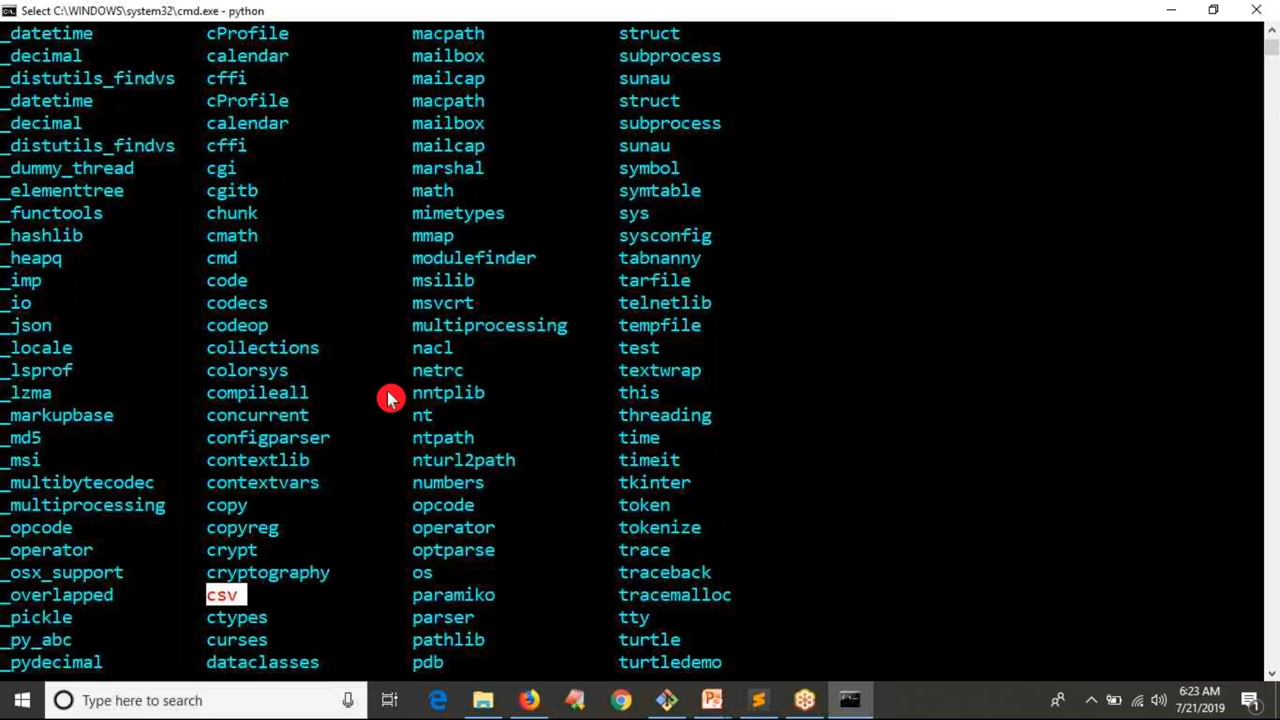 Select C:\WINDOWS\system32\cmd.exe - python
_datetime cProfile macpath struct
_decimal calendar mailbox subprocess
_distutils_findvs cffi mailcap sunau
_datetime cProfile macpath struct
_decimal calendar mailbox subprocess
_distutils_findvs cffi mailcap sunau
_dummy_thread cgi marshal symbol
_elementtree cgitb math symtable
_functools chunk mimetypes sys
_hashlib cmath mmap sysconfig
_heapq cmd modulefinder tabnanny
_imp code msilib tarfile
_io codecs msvcrt telnetlib
_json codeop multiprocessing tempfile
_locale collections nacl test
_lsprof colorsys netrc textwrap
_lzma compileall nntplib this
_markupbase concurrent nt threading
_md5 configparser ntpath time
_msi contextlib nturl2path timeit
_multibytecodec contextvars numbers tkinter
_multiprocessing copy opcode token
_opcode copyreg operator tokenize
_operator crypt optparse trace
_osx_support cryptography os traceback
_overlapped csv paramiko tracemalloc
_pickle ctypes parser tty
_py_abc curses pathlib turtle
_pydecimal dataclasses pdb turtledemo
Type here to search
6:23 AM
7/21/2019
1